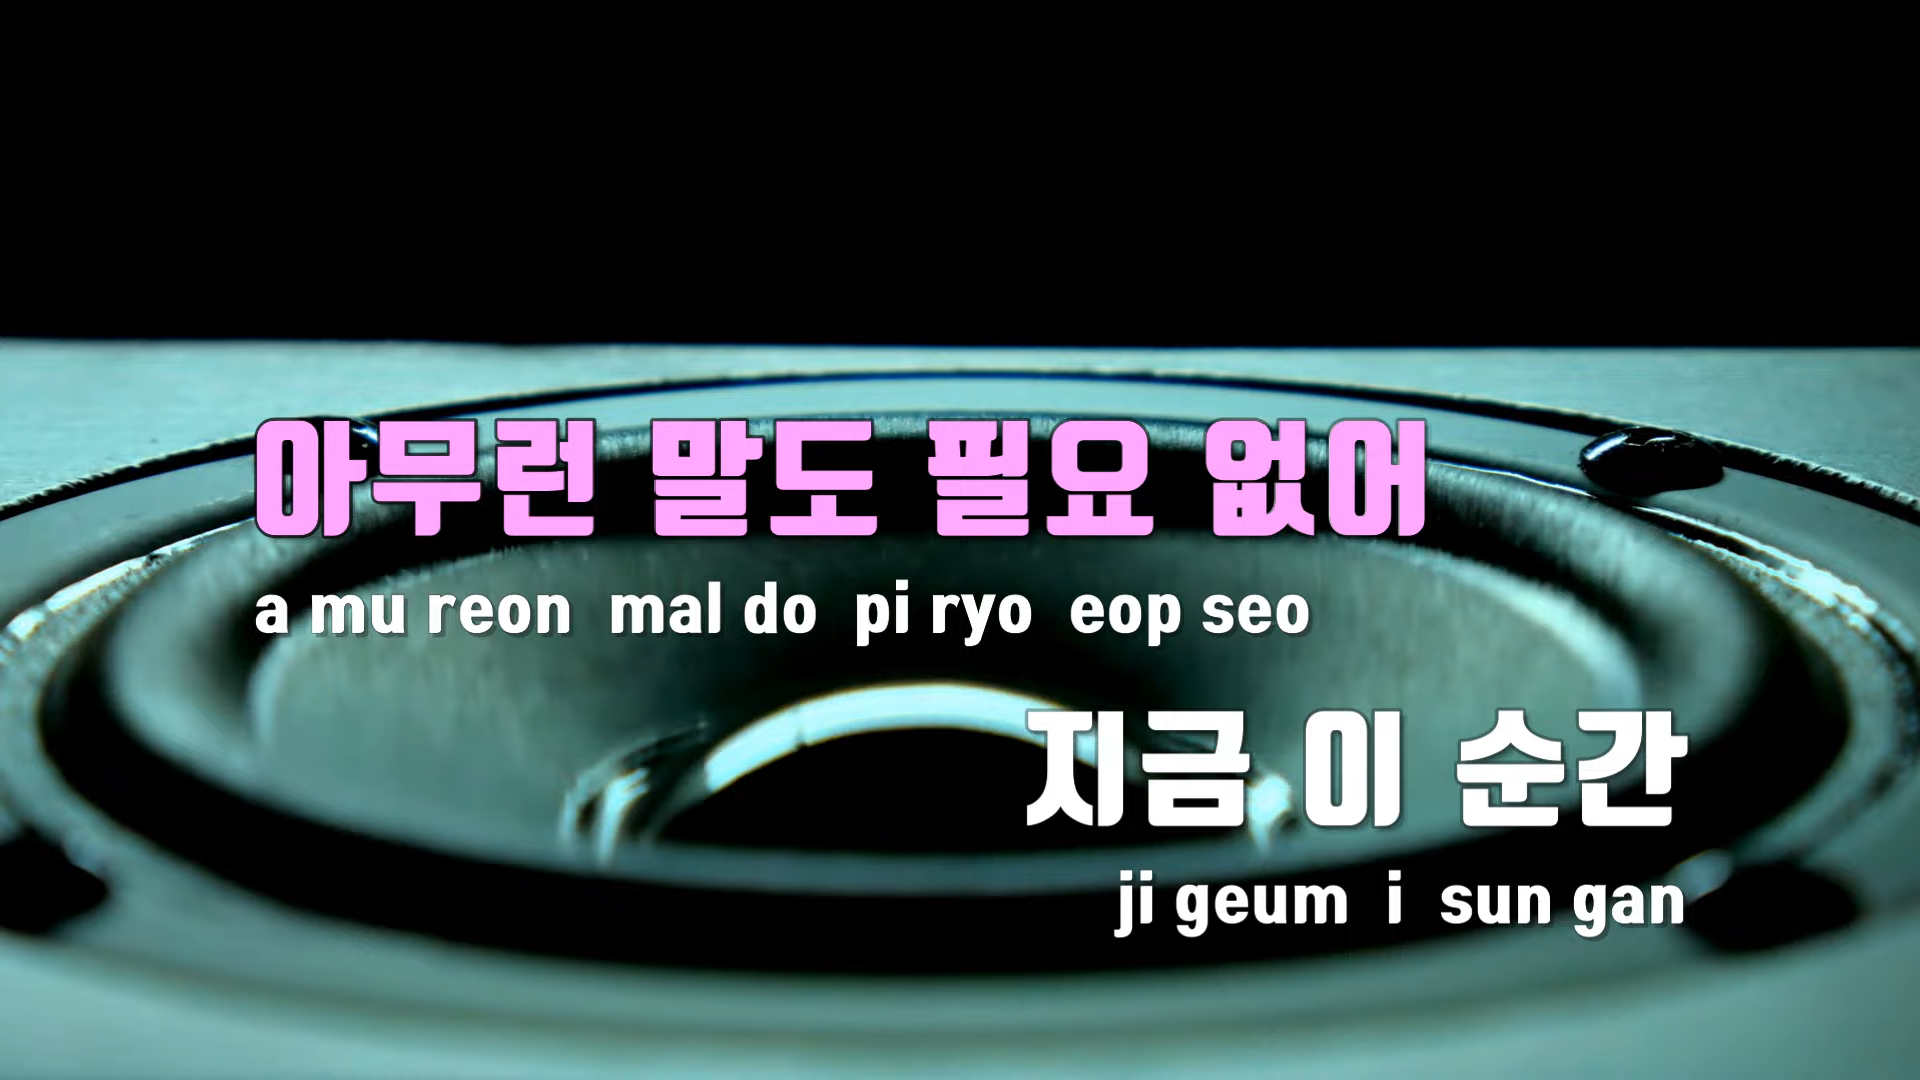 아무런 말도 필요 없어
a mu reon mal do pi ryo eop seo
지금 이 순간
ji geum i sun gan